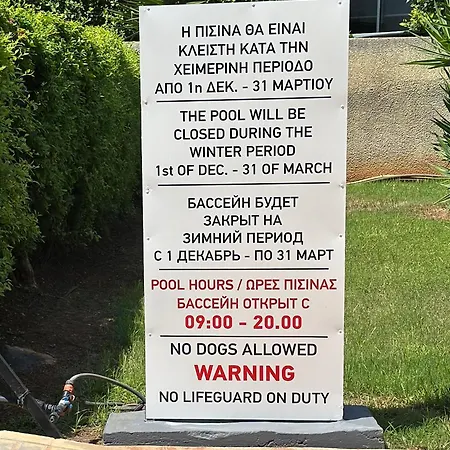 Η ΠΙΣΙΝΑ ΘΑ ΕΙΝΑΙ
ΚΛΕΙΣΤΗ ΚΑΤΑ ΤΗΝ
ΧΕΙΜΕΡΙΝΗ ΠΕΡΙΟΔΟ
ΑΠΟ 1η ΔΕΚ. - 31 ΜΑΡΤΙΟΥ
THE POOL WILL BE
CLOSED DURING THE
WINTER PERIOD
1st OF DEC. - 31 OF MARCH
БАССЕЙН БУДЕТ
ЗАКРЫТ НА
ЗИМНИЙ ПЕРИОД
С 1 ДЕКАБРЬ - ПО 31 МАРТ
POOL HOURS / ΩΡΕΣ ΠΙΣΙΝΑΣ
БАССЕЙН ОТКРЫТ С
09:00 - 20.00
NO DOGS ALLOWED
WARNING
NO LIFEGUARD ON DUTY